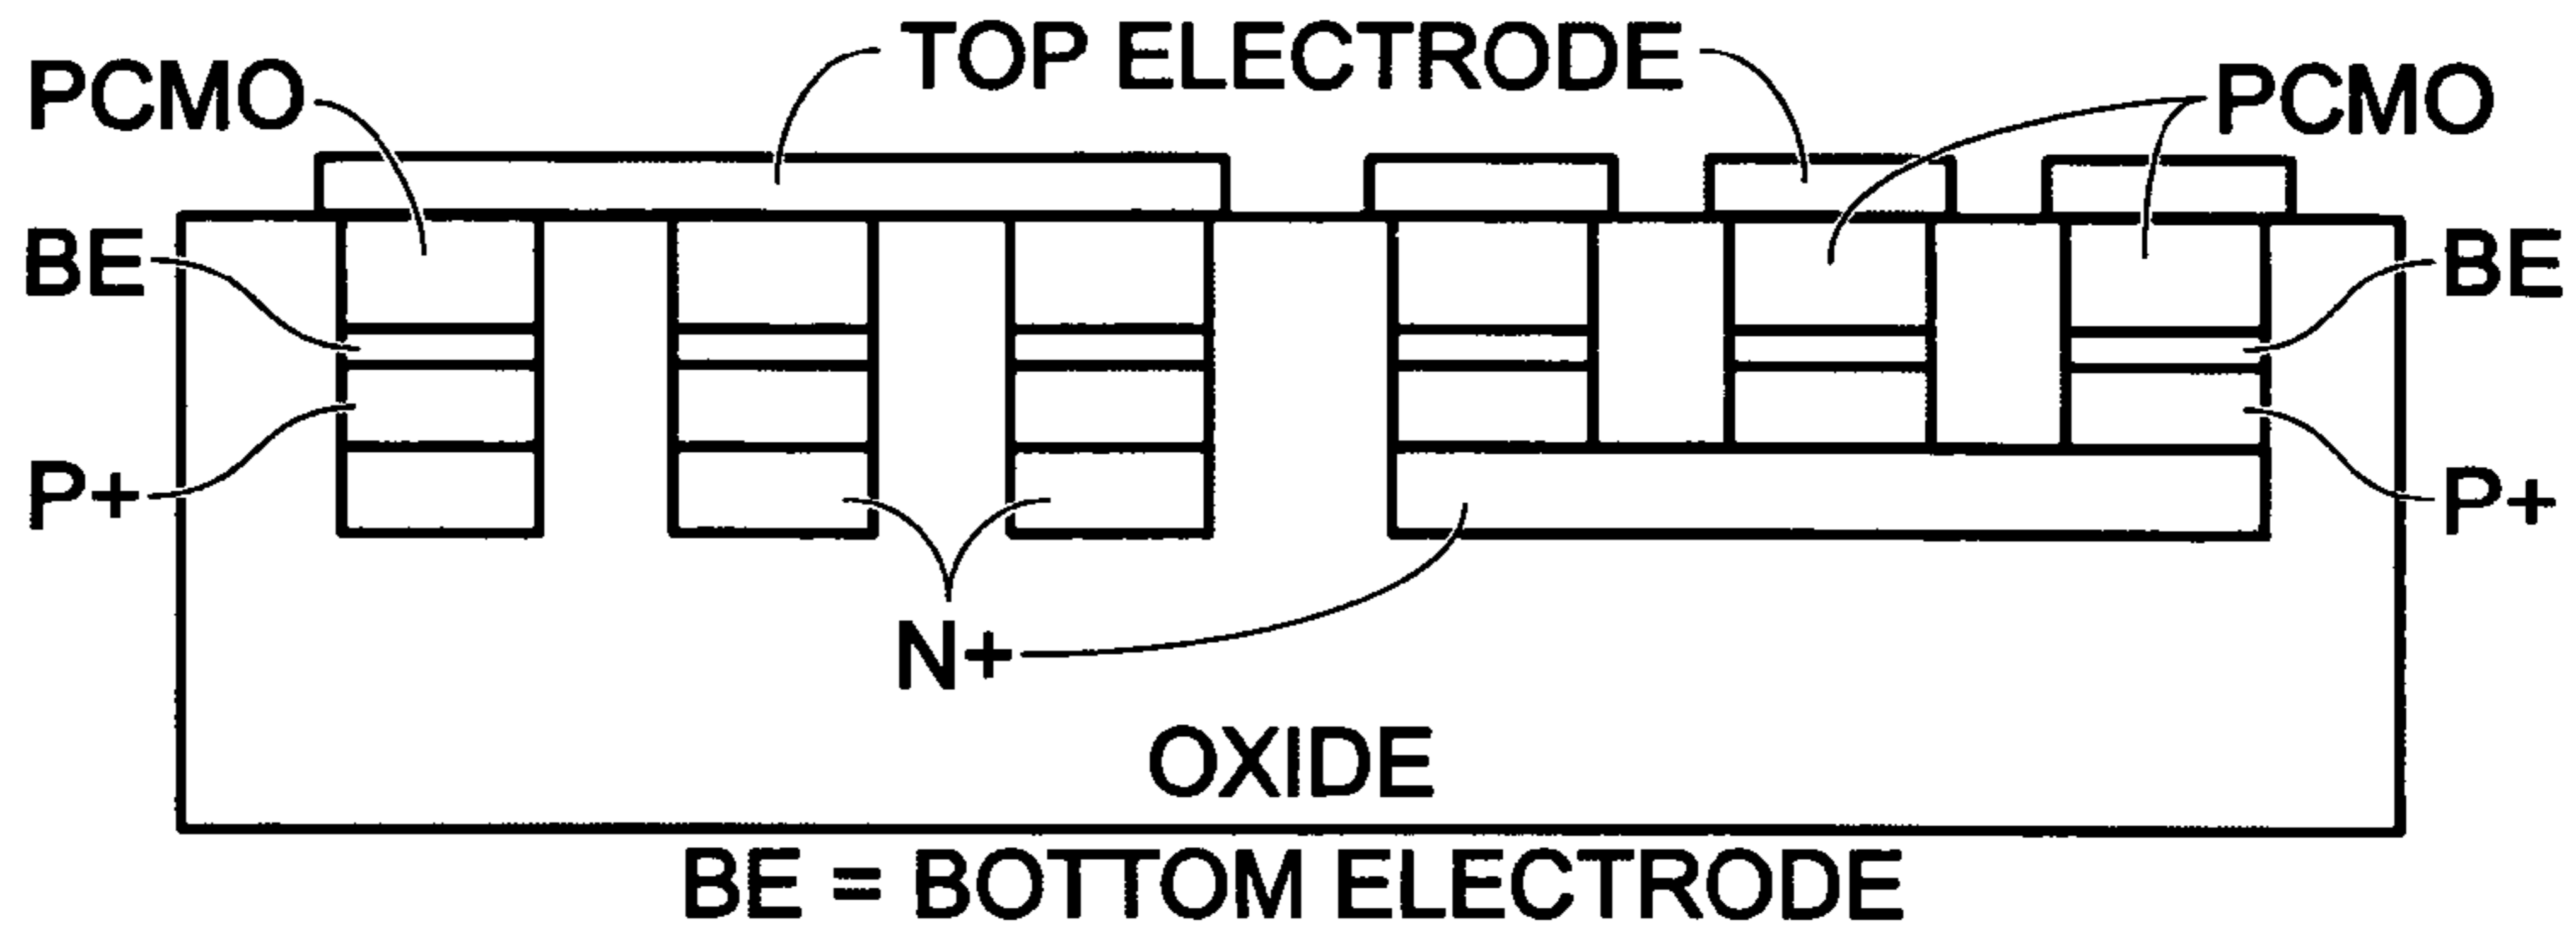 TOP ELECTRODE
PCMO
PCMO
BE
BE
P+
P+
N+
OXIDE
BE = BOTTOM ELECTRODE